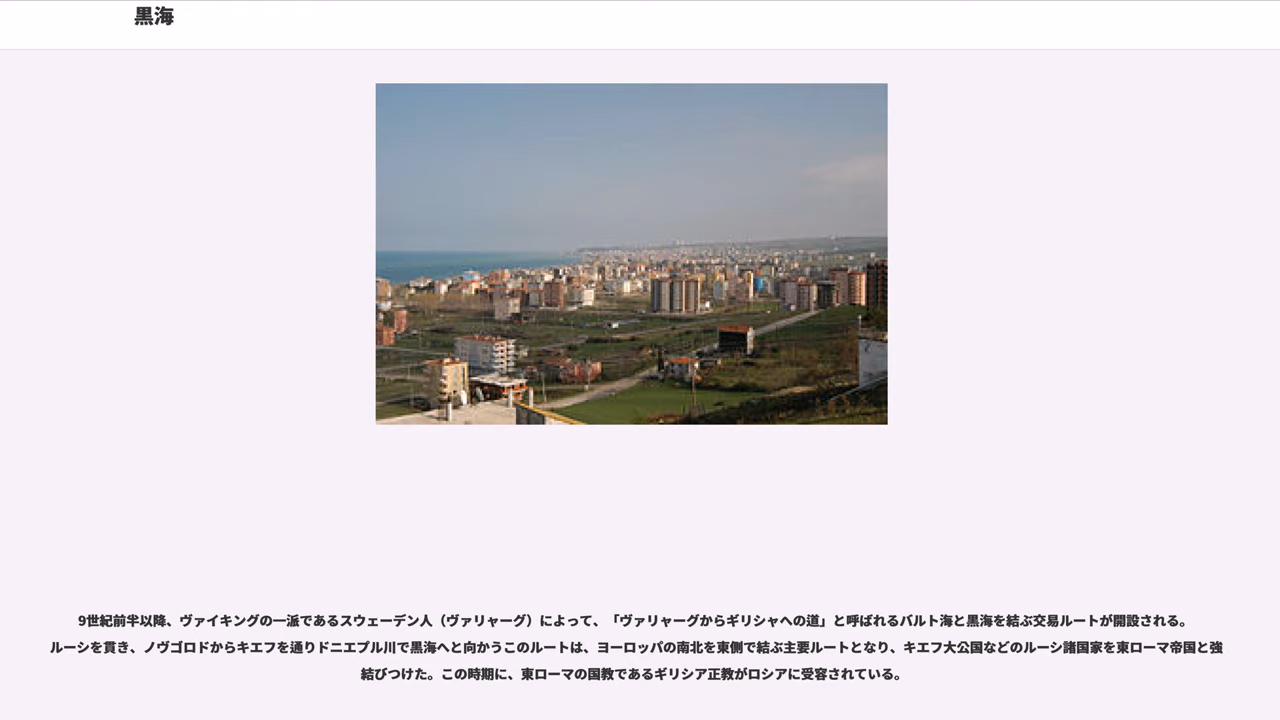 黒海
9世紀前半以降、ヴァイキングの一派であるスウェーデン人（ヴァリャーグ）によって、「ヴァリャーグからギリシャへの道」と呼ばれるバルト海と黒海を結ぶ交易ルートが開設される。
ルーシを貫き、ノヴゴロドからキエフを通りドニエプル川で黒海へと向かうこのルートは、ヨーロッパの南北を東側で結ぶ主要ルートとなり、キエフ大公国などのルーシ諸国家を東ローマ帝国と強
結びつけた。この時期に、東ローマの国教であるギリシア正教がロシアに受容されている。